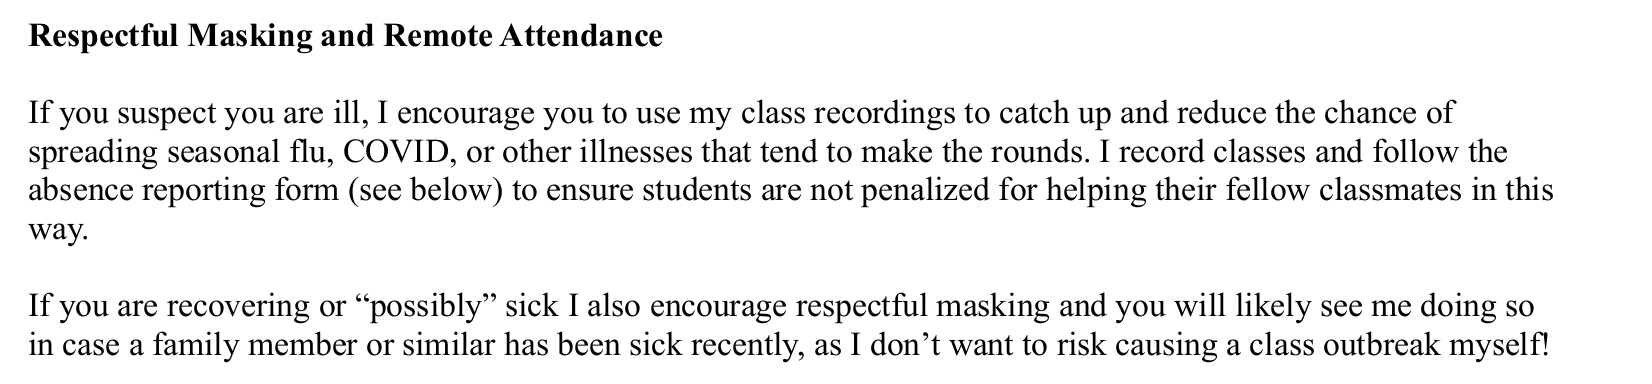 Respectful Masking and Remote Attendance
If you suspect you are ill, I encourage you to use my class recordings to catch up and reduce the chance of
spreading seasonal flu, COVID, or other illnesses that tend to make the rounds. I record classes and follow the
absence reporting form (see below) to ensure students are not penalized for helping their fellow classmates in this
way.
If you are recovering or “possibly” sick I also encourage respectful masking and you will likely see me doing so
in case a family member or similar has been sick recently, as I don’t want to risk causing a class outbreak myself!